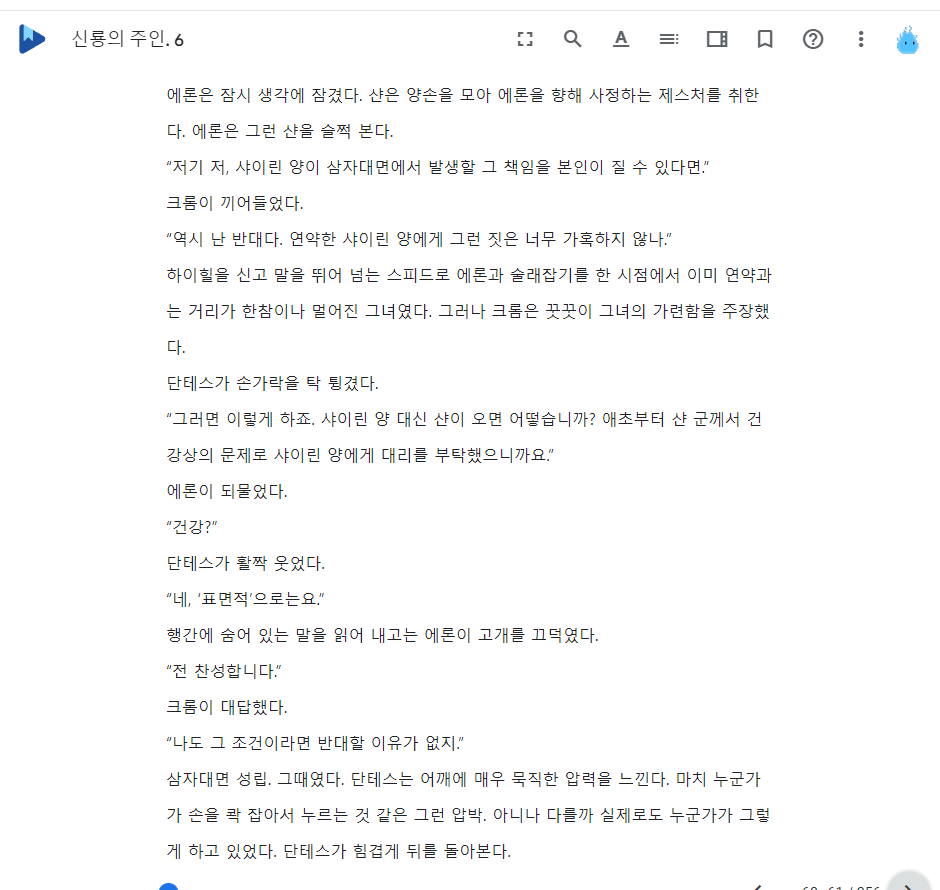 신룡의 주인. 6
에론은 잠시 생각에 잠겼다. 샨은 양손을 모아 에론을 향해 사정하는 제스처를 취한
다. 에론은 그런 샨을 슬쩍 본다.
“저기 저, 샤이린 양이 삼자대면에서 발생할 그 책임을 본인이 질 수 있다면.”
크롬이 끼어들었다.
“역시 난 반대다. 연약한 샤이린 양에게 그런 짓은 너무 가혹하지 않나.”
하이힐을 신고 말을 뛰어 넘는 스피드로 에론과 술래잡기를 한 시점에서 이미 연약과
는 거리가 한참이나 멀어진 그녀였다. 그러나 크롬은 꿋꿋이 그녀의 가련함을 주장했
다.
단테스가 손가락을 탁 튕겼다.
“그러면 이렇게 하죠. 샤이린 양 대신 샨이 오면 어떻습니까? 애초부터 샨 군께서 건
강상의 문제로 샤이린 양에게 대리를 부탁했으니까요.”
에론이 되물었다.
“건강?”
단테스가 활짝 웃었다.
“네, ‘표면적’으로는요.”
행간에 숨어 있는 말을 읽어 내고는 에론이 고개를 끄덕였다.
“전 찬성합니다.”
크롬이 대답했다.
“나도 그 조건이라면 반대할 이유가 없지.”
삼자대면 성립. 그때였다. 단테스는 어깨에 매우 묵직한 압력을 느낀다. 마치 누군가
가 손을 콱 잡아서 누르는 것 같은 그런 압박. 아니나 다를까 실제로도 누군가가 그렇
게 하고 있었다. 단테스가 힘겹게 뒤를 돌아본다.